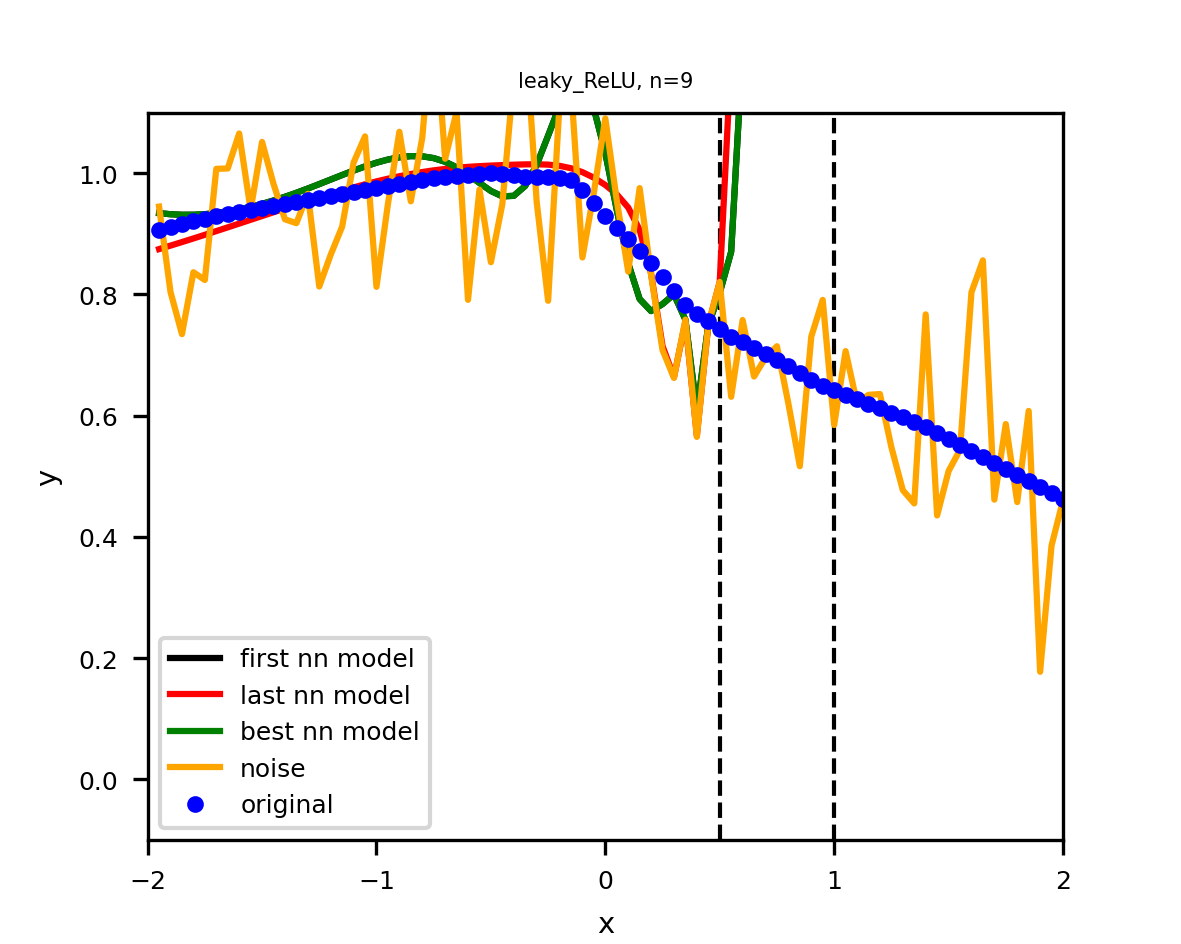 leaky_ReLU, n=9
1.0
0.8
0.6
0.4
0.2
0.0
y
first nn model
last nn model
best nn model
noise
original
−2
−1
0
1
2
x